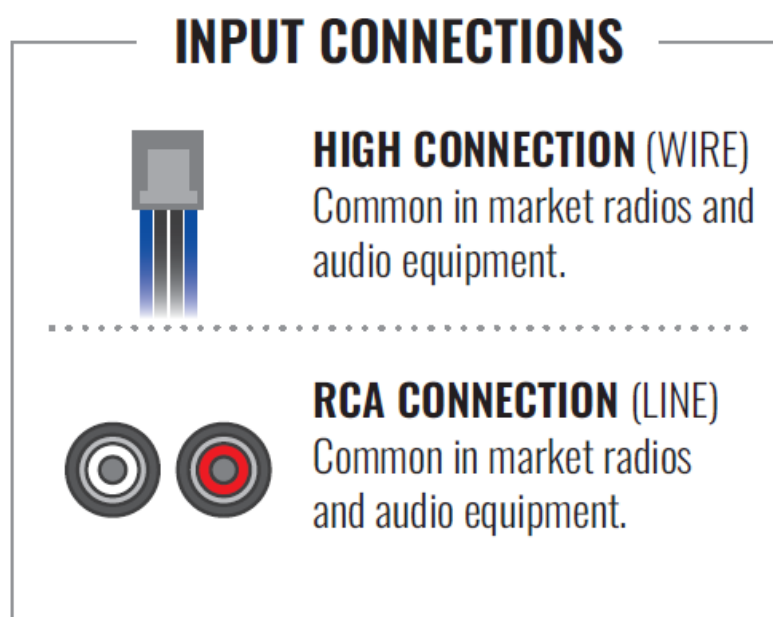 INPUT CONNECTIONS
HIGH CONNECTION (WIRE)
Common in market radios and
audio equipment.
RCA CONNECTION (LINE)
Common in market radios
and audio equipment.